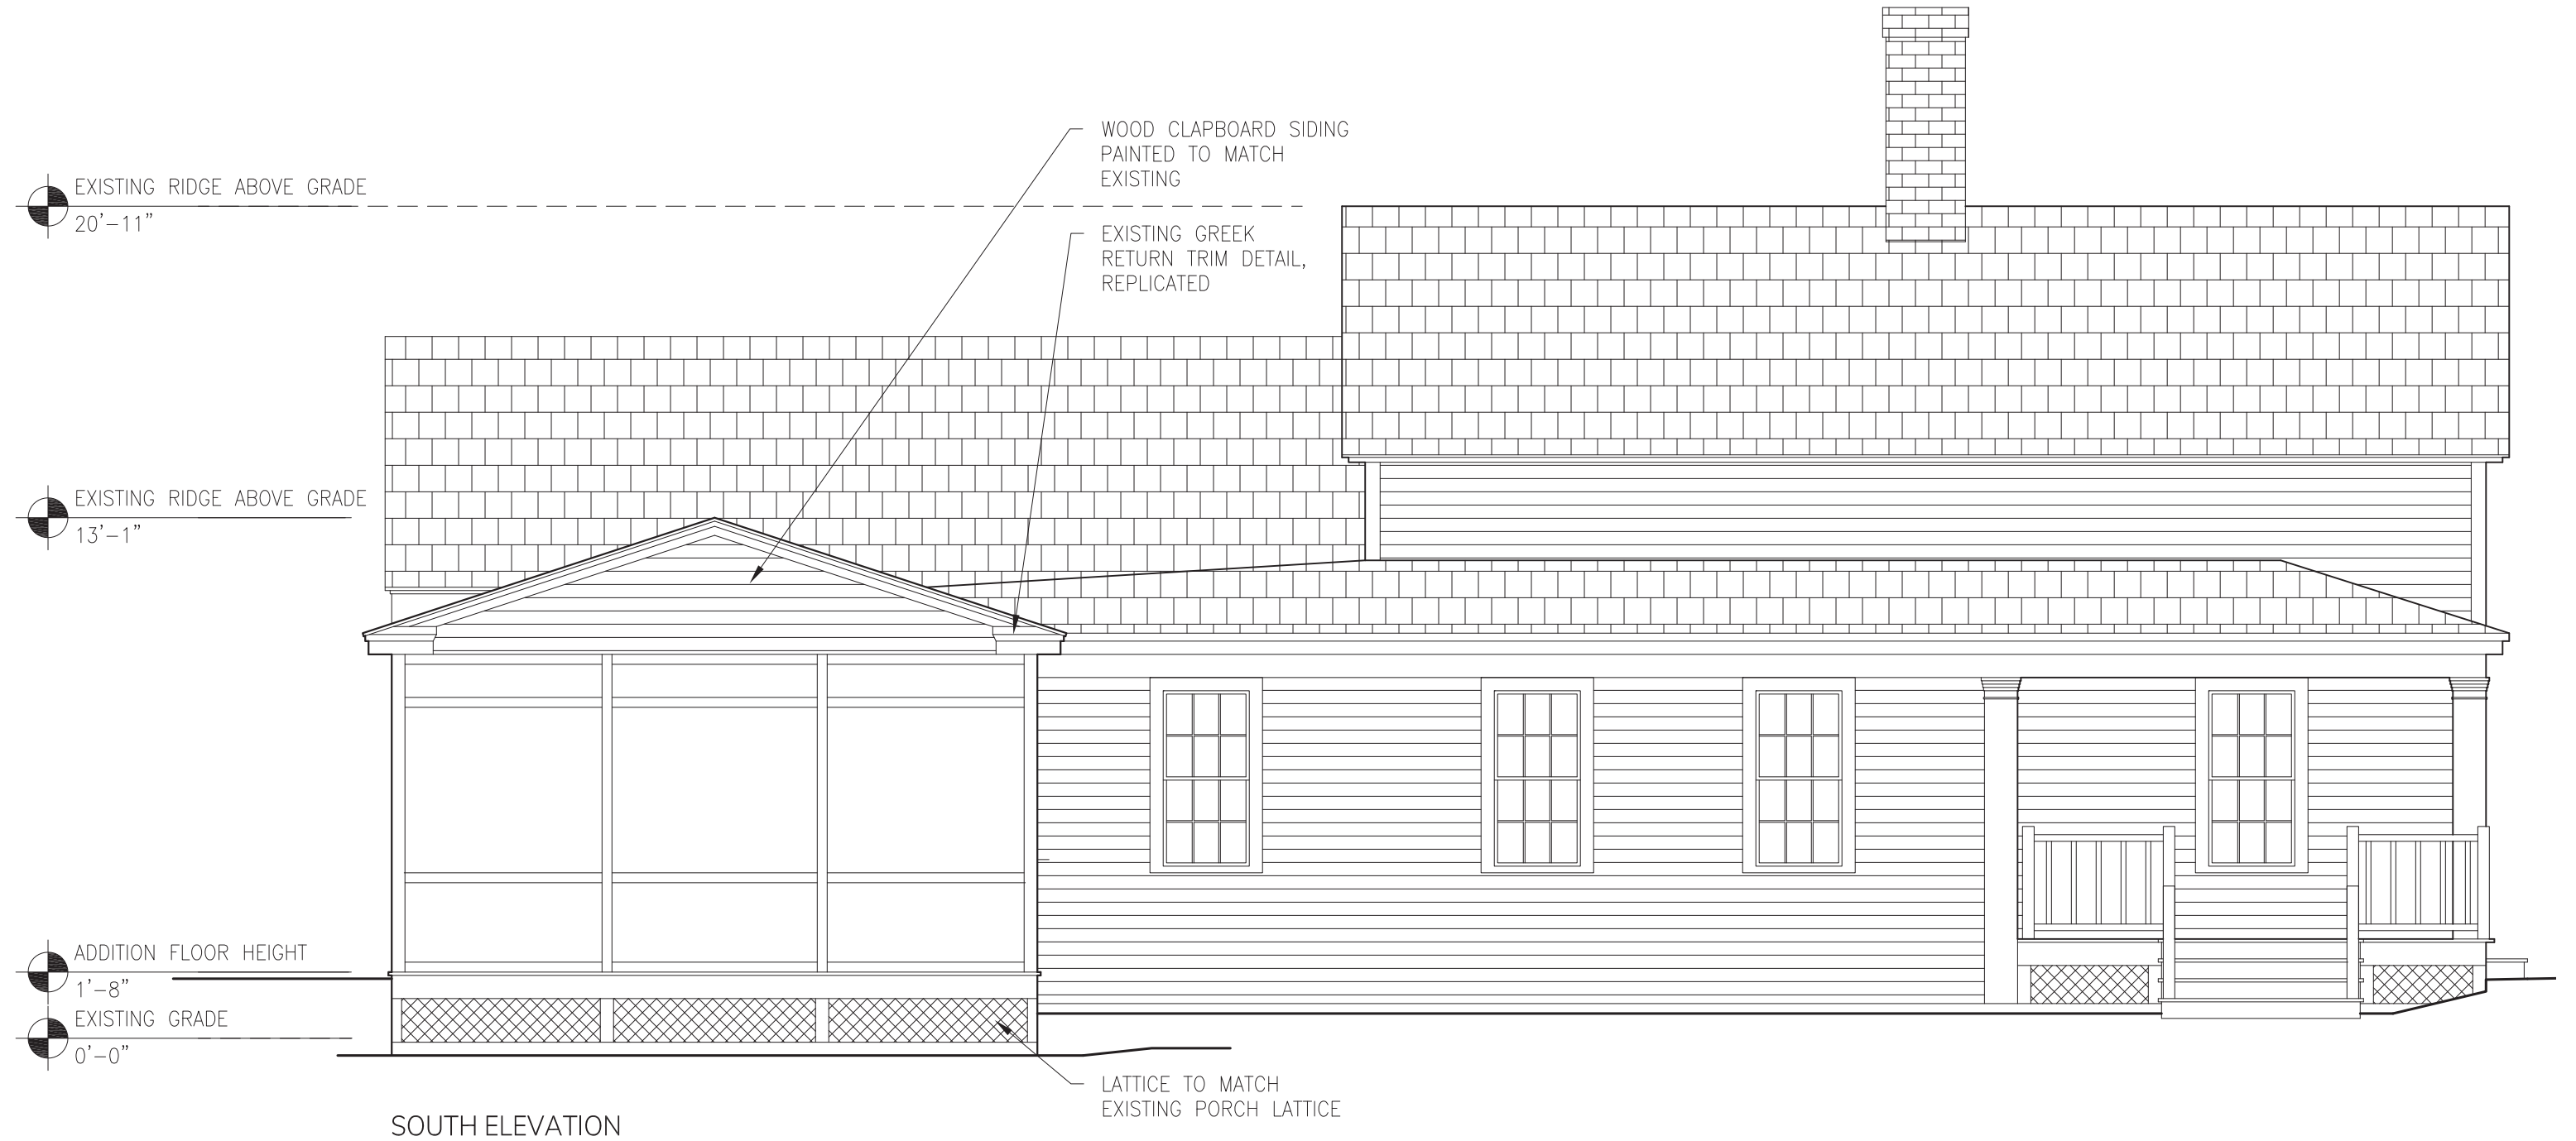 WOOD CLAPBOARD SIDING
PAINTED TO MATCH
EXISTING
EXISTING RIDGE ABOVE GRADE
20'-11"
EXISTING GREEK
RETURN TRIM DETAIL,
REPLICATED
EXISTING RIDGE ABOVE GRADE
13'-1"
ADDITION FLOOR HEIGHT
1'-8"
EXISTING GRADE
0'-0"
LATTICE TO MATCH
EXISTING PORCH LATTICE
SOUTH ELEVATION